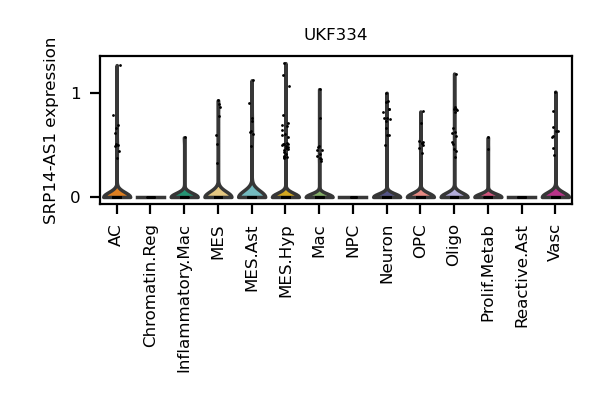 UKF334
SRP14-AS1 expression
1
0
AC
Chromatin.Reg
Inflammatory.Mac
MES
MES.Ast
MES.Hyp
Mac
NPC
Neuron
OPC
Oligo
Prolif.Metab
Reactive.Ast
Vasc